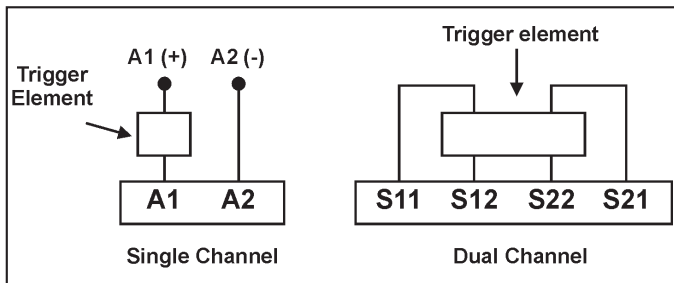 Trigger element
A1 (+) A2 (-)
Trigger
Element
A1 A2
S11 S12 S22 S21
Single Channel
Dual Channel